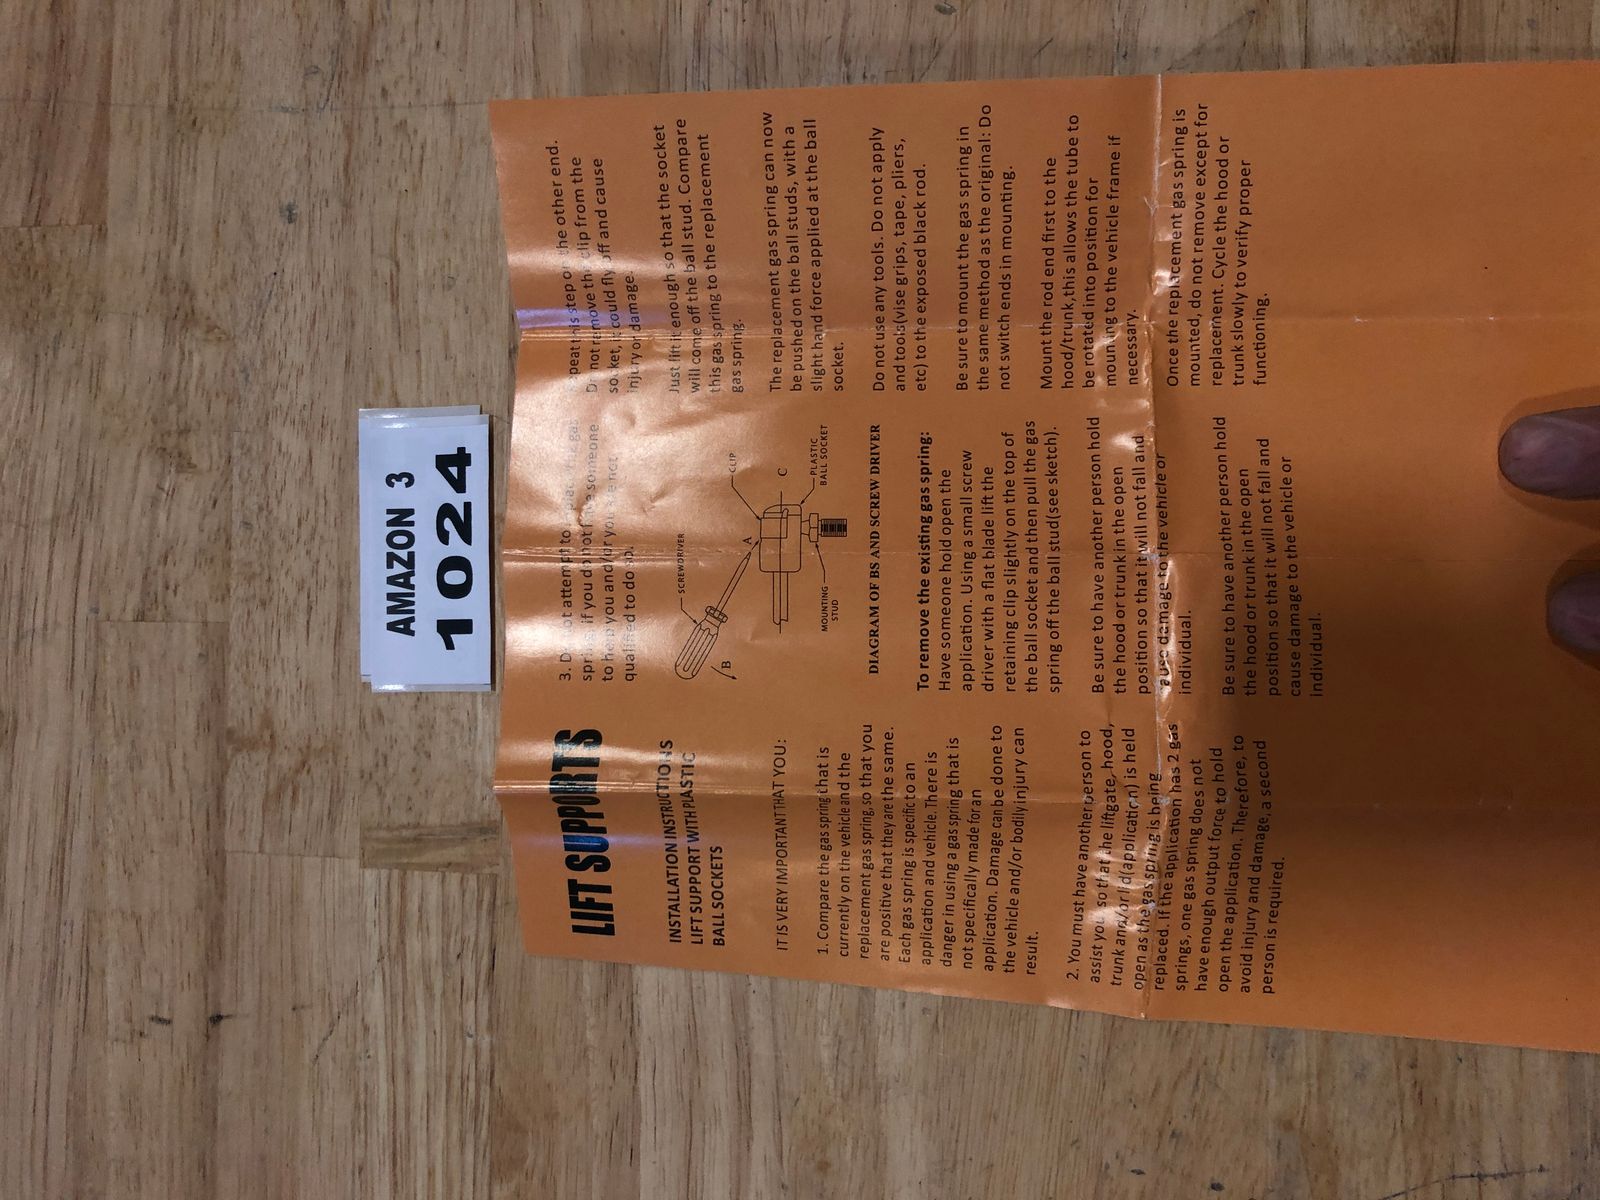 AMAZON 3
1024
LIFT SUPPORTS
INSTALLATION INSTRUCTIONS
LIFT SUPPORT WITH PLASTIC
BALL SOCKETS
IT IS VERY IMPORTANT THAT YOU:
1. Compare the gas spring that is
currently on the vehicle and the
replacement gas spring, so that you
are positive that they are the same.
Each gas spring is specific to an
application and vehicle. There is
danger in using a gas spring that is
not specifically made for an
application. Damage can be done to
the vehicle and/or bodily injury can
result.
2. You must have another person to
assist you so that the liftgate, hood,
trunk and/or lid (application) is held
open as the gas spring is being
replaced. If the application has 2 gas
springs, one gas spring does not
have enough output force to hold
open the application. Therefore, to
avoid injury and damage, a second
person is required.
3. Do not attempt to gas
spring if you do not have someone
to help you and/or you are not
qualified to do so.
SCREWDRIVER
CLIP
A
B
C
MOUNTING
STUD
PLASTIC
BALL SOCKET
DIAGRAM OF BS AND SCREW DRIVER
To remove the existing gas spring:
Have someone hold open the
application. Using a small screw
driver with a flat blade lift the
retaining clip slightly on the top of
the ball socket and then pull the gas
spring off the ball stud(see sketch).
Be sure to have another person hold
the hood or trunk in the open
position so that it will not fall and
cause damage to the vehicle or
individual.
Be sure to have another person hold
the hood or trunk in the open
position so that it will not fall and
cause damage to the vehicle or
individual.
this step on the other end.
Do not remove the clip from the
socket, it could fly off and cause
injury or damage.
Just lift it enough so that the socket
will come off the ball stud. Compare
this gas spring to the replacement
gas spring.
The replacement gas spring can now
be pushed on the ball studs, with a
slight hand force applied at the ball
socket.
Do not use any tools. Do not apply
and tools(vise grips, tape, pliers,
etc) to the exposed black rod.
Be sure to mount the gas spring in
the same method as the original: Do
not switch ends in mounting.
Mount the rod end first to the
hood/trunk,this allows the tube to
be rotated into position for
mounting to the vehicle frame if
necessary.
Once the replacement gas spring is
mounted, do not remove except for
replacement. Cycle the hood or
trunk slowly to verify proper
functioning.